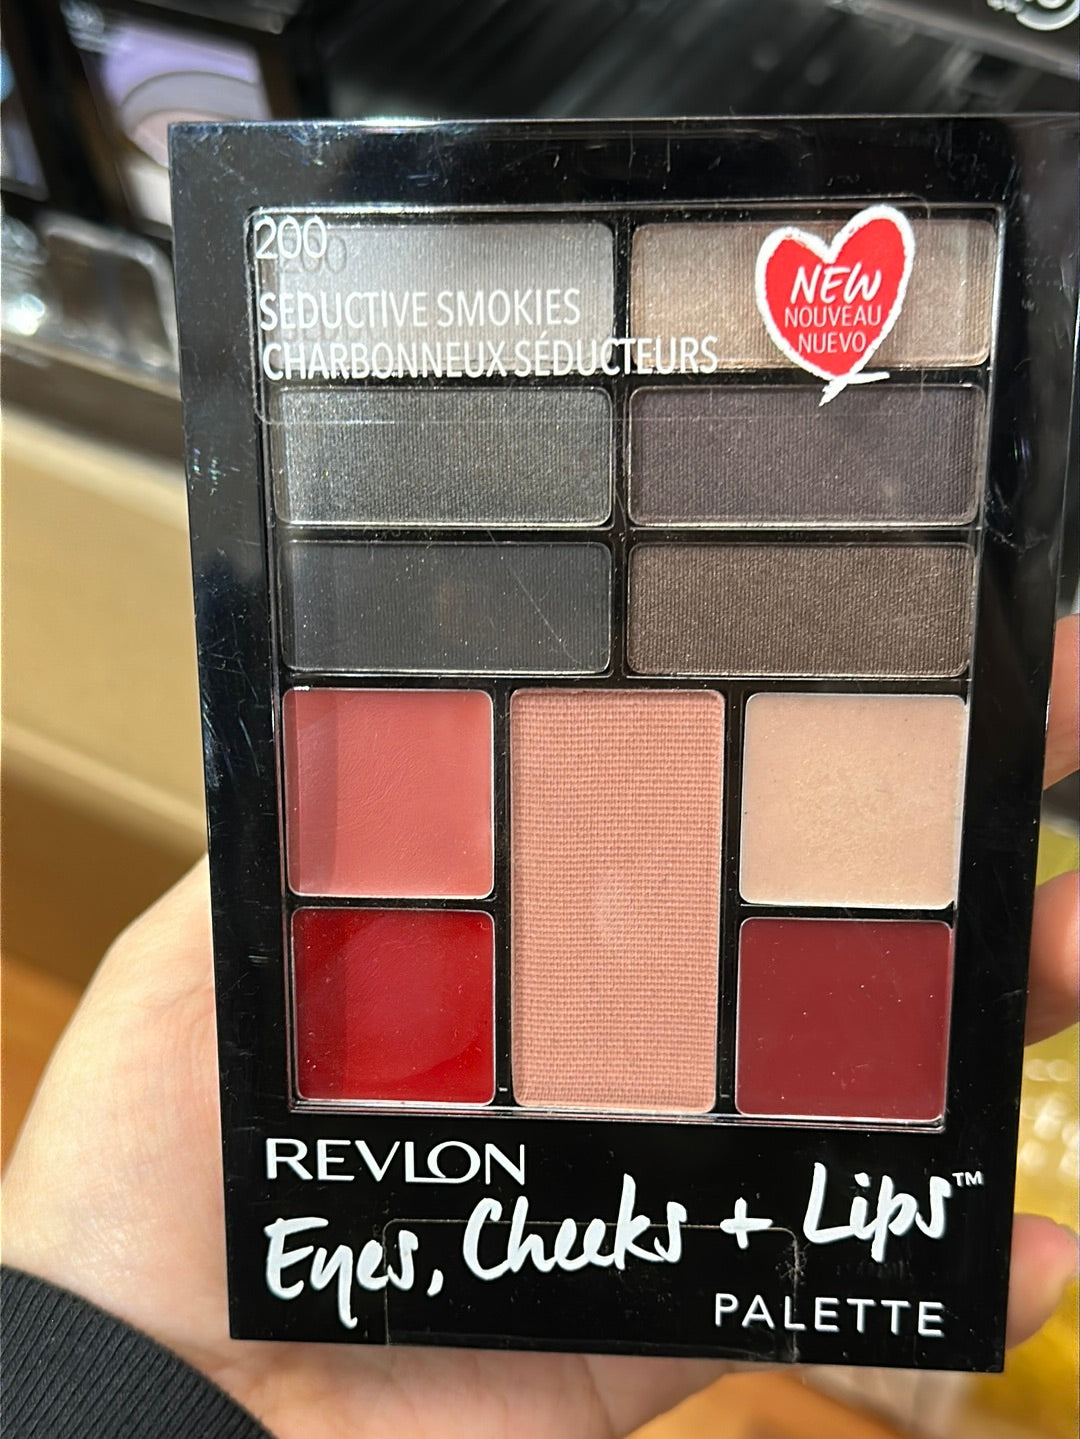 200
SEDUCTIVE SMOKIES
CHARBONNEUX SÉDUCTEURS
NEW
NOUVEAU
NUEVO
REVLON
Eyes, Cheeks + Lips™
PALETTE